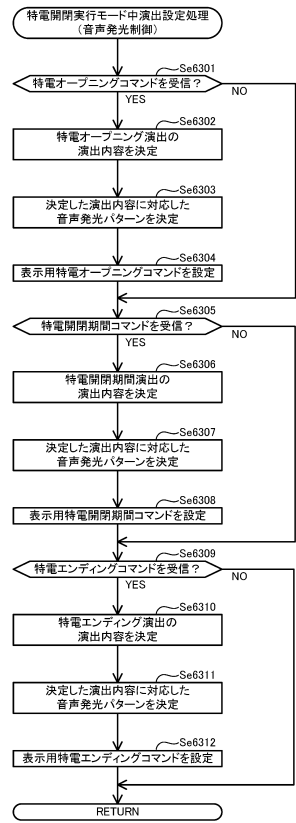 特電開閉実行モード中演出設定処理
（音声発光制御）
Se6301
特電オープニングコマンドを受信？
NO
YES
Se6302
特電オープニング演出の
演出内容を決定
Se6303
決定した演出内容に対応した
音声発光パターンを決定
Se6304
表示用特電オープニングコマンドを設定
Se6305
特電開閉期間コマンドを受信？
NO
YES
Se6306
特電開閉期間演出の
演出内容を決定
Se6307
決定した演出内容に対応した
音声発光パターンを決定
Se6308
表示用特電開閉期間コマンドを設定
Se6309
特電エンディングコマンドを受信？
NO
YES
Se6310
特電エンディング演出の
演出内容を決定
Se6311
決定した演出内容に対応した
音声発光パターンを決定
Se6312
表示用特電エンディングコマンドを設定
RETURN